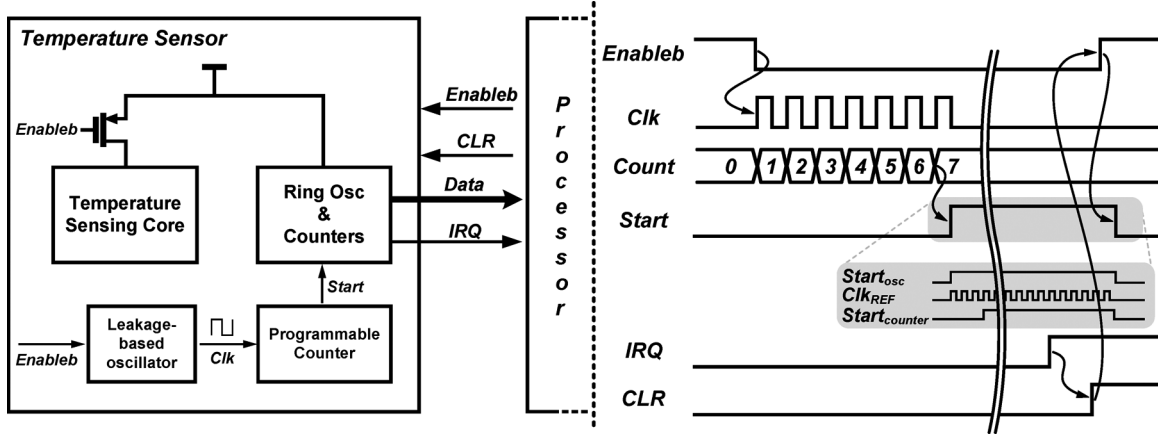 Temperature Sensor
Enableb
Temperature
Sensing Core
Ring Osc
&
Counters
Start
Enableb
Leakage-
based
oscillator
Clk
Programmable
Counter
Enableb
CLR
Data
IRQ
Processor
Enableb
Clk
Count
0 1 2 3 4 5 6 7
Start
Startosc
ClkREF
Startcounter
IRQ
CLR